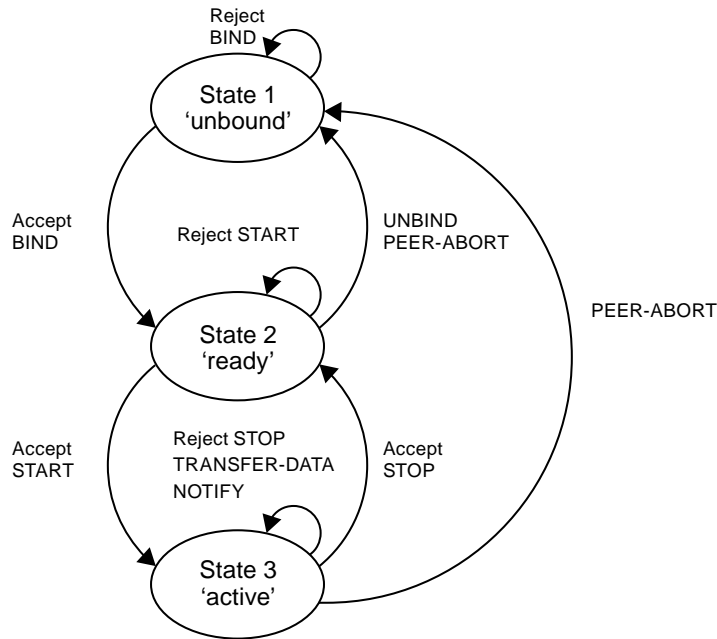 Reject
BIND
State 1
‘unbound’
Accept
BIND
Reject START
UNBIND
PEER-ABORT
PEER-ABORT
State 2
‘ready’
Accept
START
Reject STOP
TRANSFER-DATA
NOTIFY
Accept
STOP
State 3
‘active’